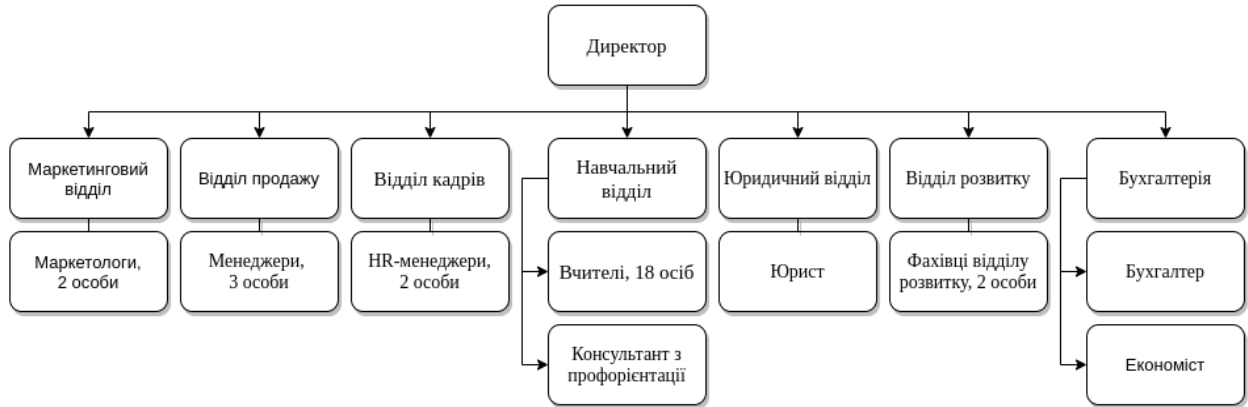 Директор
Маркетинговий
відділ
Відділ продажу
Відділ кадрів
Навчальний
відділ
Юридичний відділ
Відділ розвитку
Бухгалтерія
Маркетологи,
2 особи
Менеджери,
3 особи
HR-менеджери,
2 особи
Вчителі, 18 осіб
Юрист
Фахівці відділу
розвитку, 2 особи
Бухгалтер
Консультант з
профорієнтації
Економіст